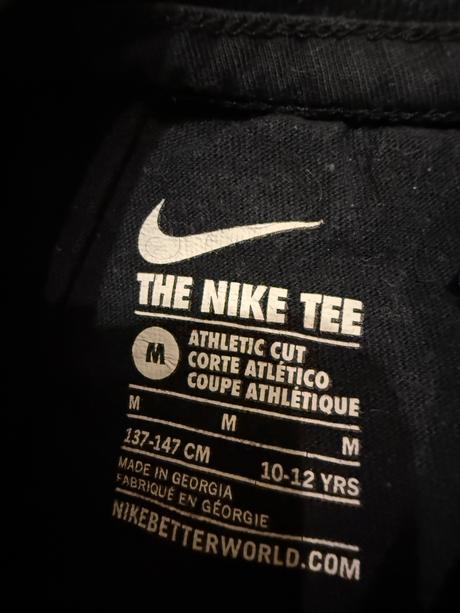 THE NIKE TEE
M
ATHLETIC CUT
CORTE ATLÉTICO
COUPE ATHLÉTIQUE
M M M
137-147 CM 10-12 YRS
MADE IN GEORGIA
FABRIQUÉ EN GÉORGIE
NIKEBETTERWORLD.COM